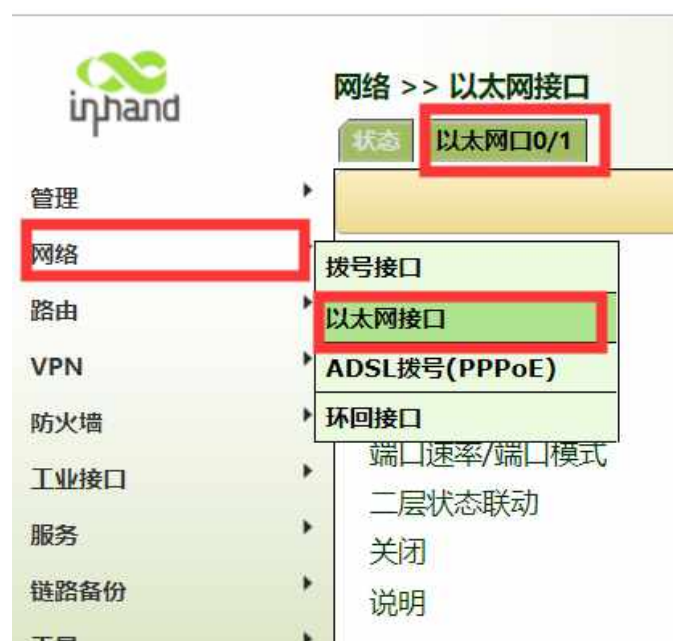 inhand
网络 >> 以太网接口
状态
以太网口0/1
管理
网络
路由
VPN
防火墙
工业接口
服务
链路备份
拨号接口
以太网接口
ADSL拨号(PPPoE)
环回接口
端口速率/端口模式
二层状态联动
关闭
说明